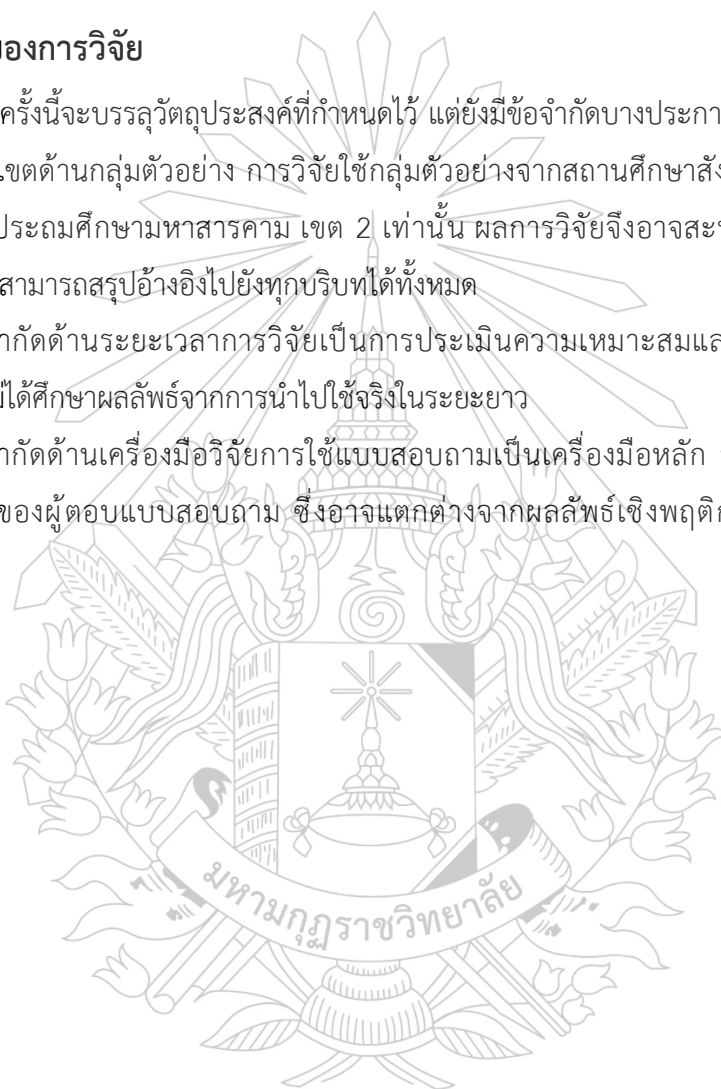 ของการวิจัย
ครั้งนี้จะบรรลุวัตถุประสงค์ที่กำหนดไว้ แต่ยังมีข้อจำกัดบางประกา
เขตด้านกลุ่มตัวอย่าง การวิจัยใช้กลุ่มตัวอย่างจากสถานศึกษาสัง
ประถมศึกษามหาสารคาม เขต 2 เท่านั้น ผลการวิจัยจึงอาจสะ
สามารถสรุปอ้างอิงไปยังทุกบริบทได้ทั้งหมด
ากัดด้านระยะเวลาการวิจัยเป็นการประเมินความเหมาะสมแล
ได้ศึกษาผลลัพธ์จากการนำไปใช้จริงในระยะยาว
ากัดด้านเครื่องมือวิจัยการใช้แบบสอบถามเป็นเครื่องมือหลัก
ของผู้ตอบแบบสอบถาม ซึ่งอาจแตกต่างจากผลลัพธ์เชิงพฤติก
มหามกุฏราชวิทยาลัย